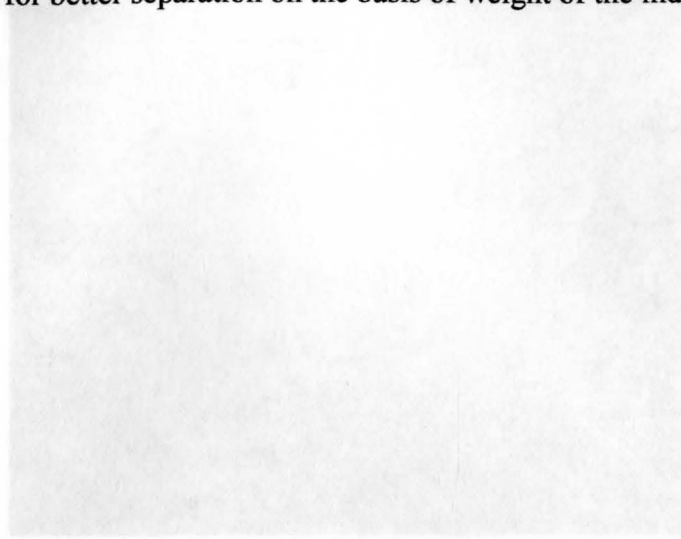 for better separation on the basis of weight of the